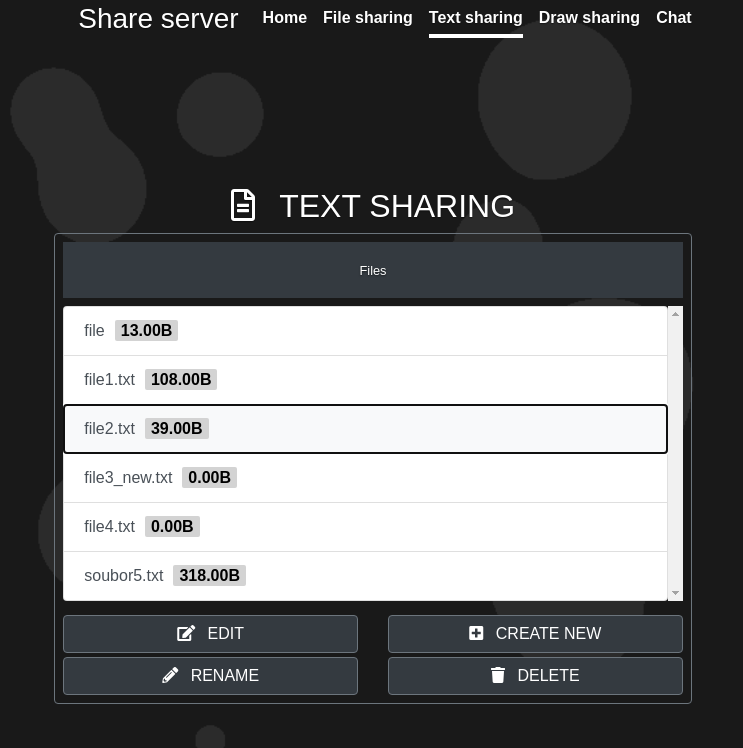 Share server Home File sharing Text sharing Draw sharing Chat
TEXT SHARING
Files
file 13.00B
file1.txt 108.00B
file2.txt 39.00B
file3_new.txt 0.00B
file4.txt 0.00B
soubor5.txt 318.00B
EDIT CREATE NEW
RENAME DELETE